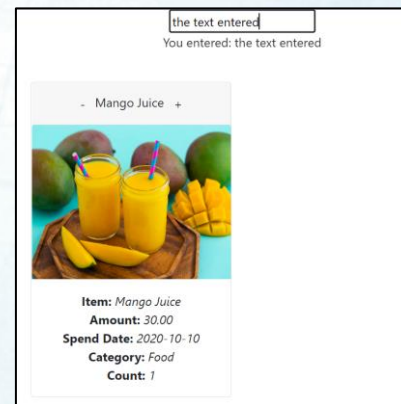 the text entered
You entered: the text entered
- Mango Juice +
Item: Mango Juice
Amount: 30.00
Spend Date: 2020-10-10
Category: Food
Count: 1